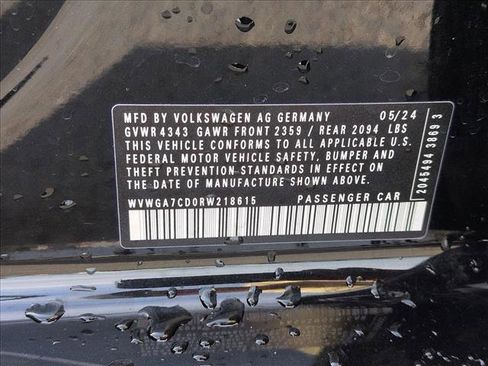 MFD BY VOLKSWAGEN AG GERMANY 05/24
GVWR 4343 GAWR FRONT 2359 / REAR 2094 LBS
THIS VEHICLE CONFORMS TO ALL APPLICABLE U.S.
FEDERAL MOTOR VEHICLE SAFETY, BUMPER AND
THEFT PREVENTION STANDARDS IN EFFECT ON
THE DATE OF MANUFACTURE SHOWN ABOVE.
WVWGA7CD0RW218615 PASSENGER CAR
2045494 38693